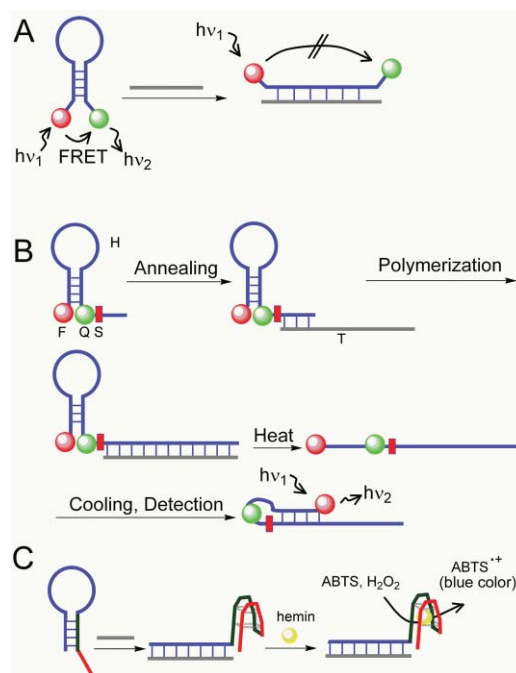 A
hν1
hν1
FRET
hν2
B
H
Annealing
Polymerization
F Q S
T
Heat
Cooling, Detection
hν1
hν2
C
ABTS, H2O2
ABTS·+
(blue color)
hemin